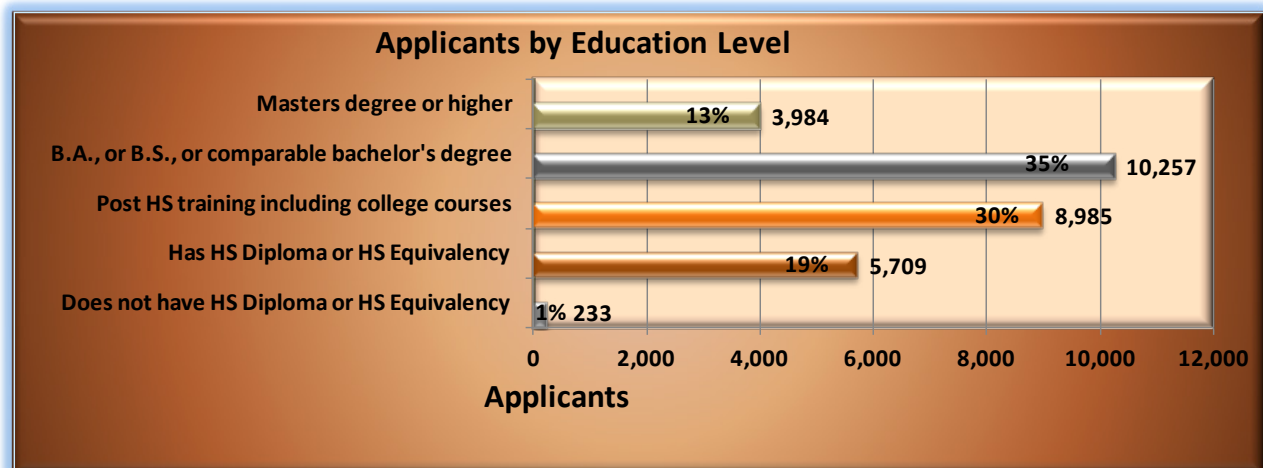 Applicants by Education Level
Masters degree or higher
13% 3,984
B.A., or B.S., or comparable bachelor's degree
35% 10,257
Post HS training including college courses
30% 8,985
Has HS Diploma or HS Equivalency
19% 5,709
Does not have HS Diploma or HS Equivalency
1% 233
0 2,000 4,000 6,000 8,000 10,000 12,000
Applicants